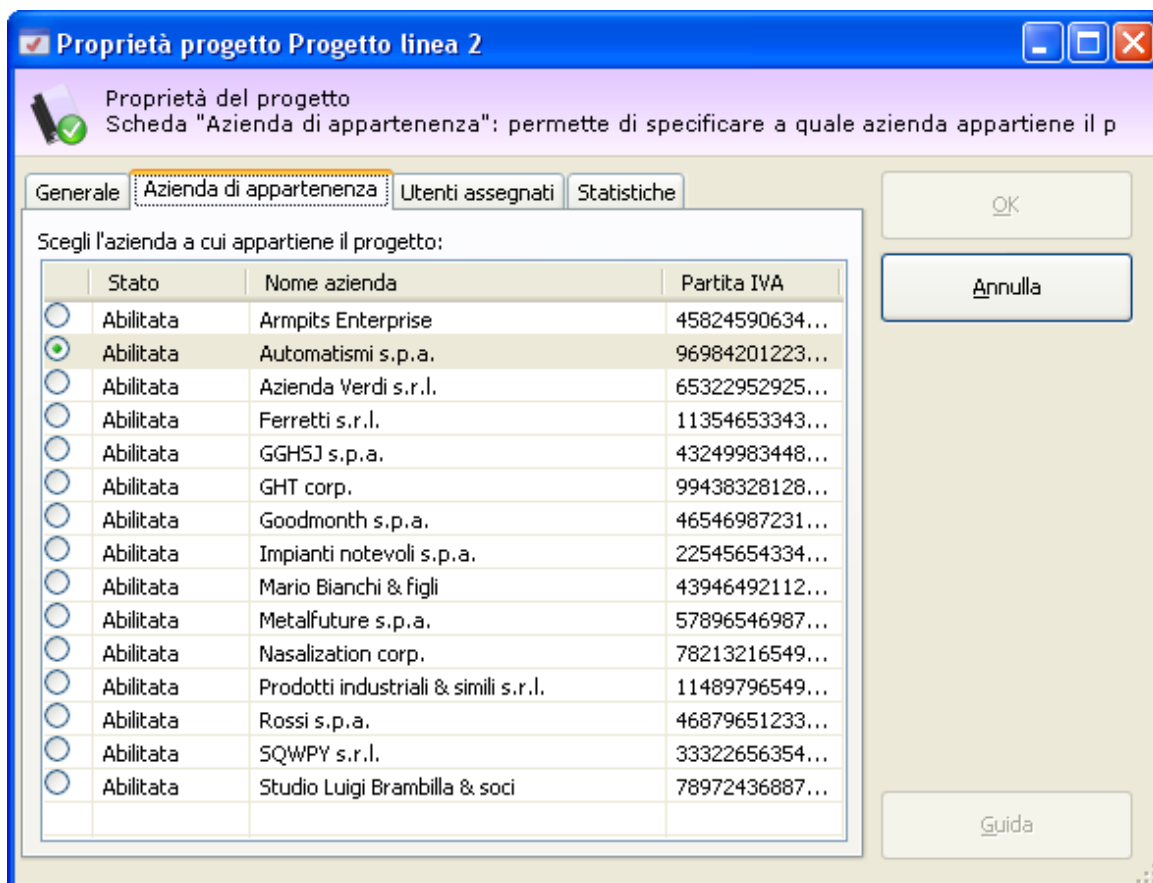 Proprietà progetto Progetto linea 2
Proprietà del progetto
Scheda "Azienda di appartenenza": permette di specificare a quale azienda appartiene il p
Generale Azienda di appartenenza Utenti assegnati Statistiche
OK
Scegli l'azienda a cui appartiene il progetto:
Annulla
Stato Nome azienda Partita IVA
Abilitata Armpits Enterprise 45824590634...
Abilitata Automatismi s.p.a. 96984201223...
Abilitata Azienda Verdi s.r.l. 65322952925...
Abilitata Ferretti s.r.l. 11354653343...
Abilitata GGHSJ s.p.a. 43249983448...
Abilitata GHT corp. 99438328128...
Abilitata Goodmonth s.p.a. 46546987231...
Abilitata Impianti notevoli s.p.a. 22545654334...
Abilitata Mario Bianchi & figli 43946492112...
Abilitata Metalfuture s.p.a. 57896546987...
Abilitata Nasalization corp. 78213216549...
Abilitata Prodotti industriali & simili s.r.l. 11489796549...
Abilitata Rossi s.p.a. 46879651233...
Abilitata SQWPY s.r.l. 33322656354...
Abilitata Studio Luigi Brambilla & soci 78972436887...
Guida